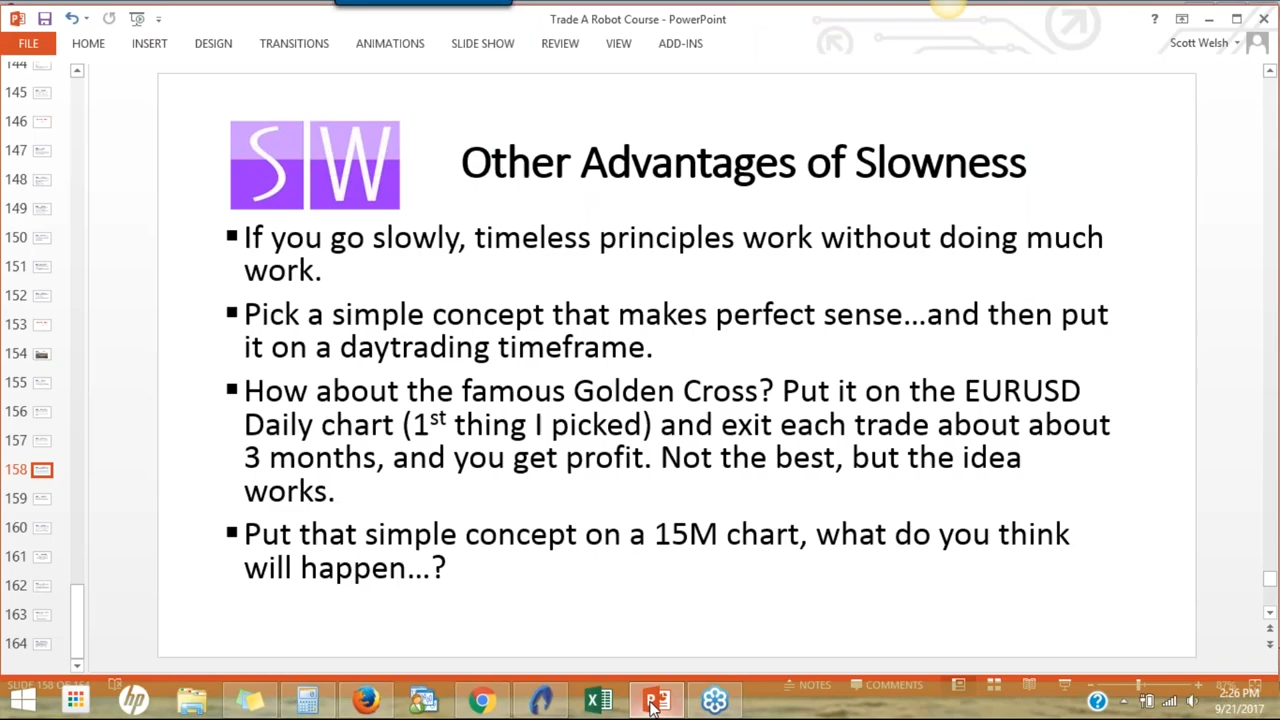 Trade A Robot Course - PowerPoint
?
FILE HOME INSERT DESIGN TRANSITIONS ANIMATIONS SLIDE SHOW REVIEW VIEW ADD-INS
Scott Welsh
144
145
146
147
148
149
150
151
152
153
154
155
156
157
158
159
160
161
162
163
164
SW
Other Advantages of Slowness
If you go slowly, timeless principles work without doing much
work.
Pick a simple concept that makes perfect sense...and then put
it on a daytrading timeframe.
How about the famous Golden Cross? Put it on the EURUSD
Daily chart (1st thing I picked) and exit each trade about about
3 months, and you get profit. Not the best, but the idea
works.
Put that simple concept on a 15M chart, what do you think
will happen...?
SLIDE 158 OF 164
NOTES
COMMENTS
87%
hp
2:26 PM
9/21/2017